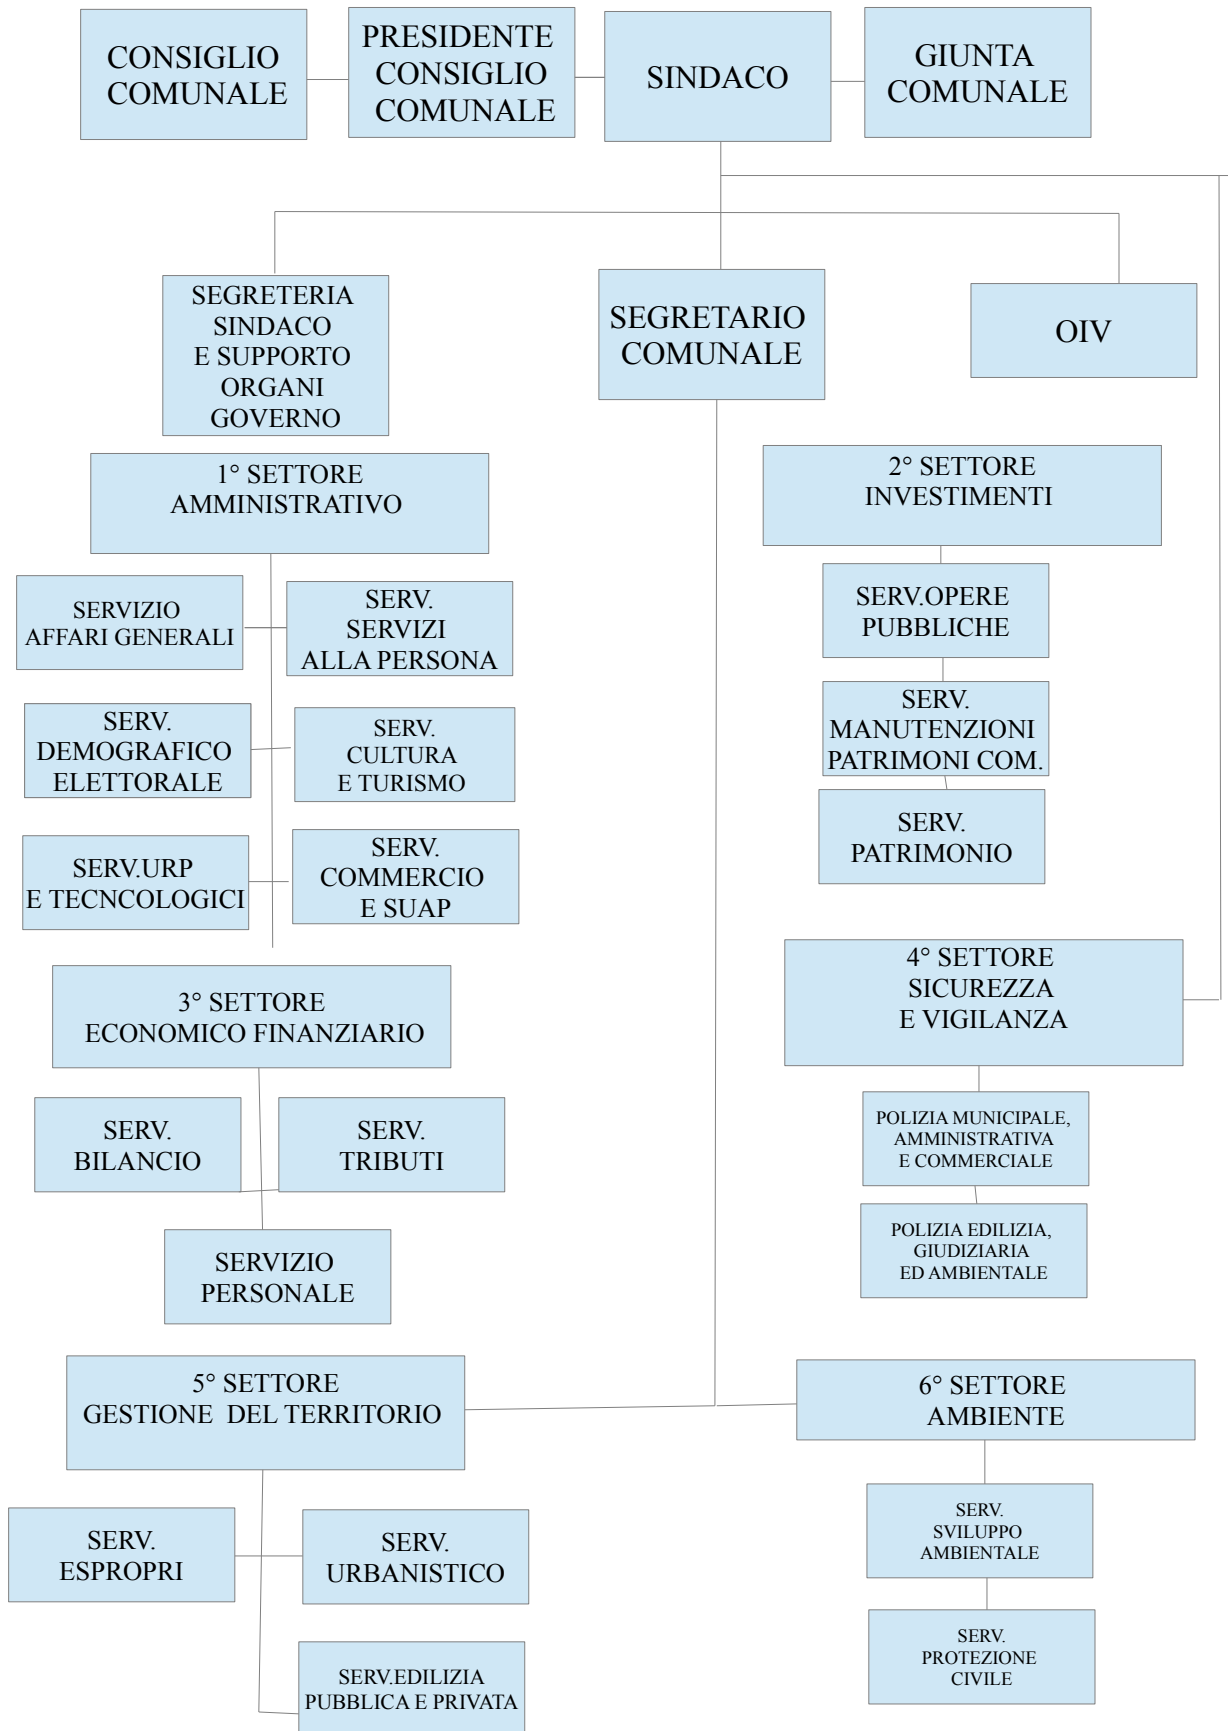 CONSIGLIO
COMUNALE
PRESIDENTE
CONSIGLIO
COMUNALE
SINDACO
GIUNTA
COMUNALE
SEGRETERIA
SINDACO
E SUPPORTO
ORGANI
GOVERNO
SEGRETARIO
COMUNALE
OIV
1° SETTORE
AMMINISTRATIVO
2° SETTORE
INVESTIMENTI
SERVIZIO
AFFARI GENERALI
SERV.
SERVIZI
ALLA PERSONA
SERV.OPERE
PUBBLICHE
SERV.
DEMOGRAFICO
ELETTORALE
SERV.
CULTURA
E TURISMO
SERV.
MANUTENZIONI
PATRIMONI COM.
SERV.URP
E TECNCOLOGICI
SERV.
COMMERCIO
E SUAP
SERV.
PATRIMONIO
3° SETTORE
ECONOMICO FINANZIARIO
4° SETTORE
SICUREZZA
E VIGILANZA
SERV.
BILANCIO
SERV.
TRIBUTI
POLIZIA MUNICIPALE,
AMMINISTRATIVA
E COMMERCIALE
SERVIZIO
PERSONALE
POLIZIA EDILIZIA,
GIUDIZIARIA
ED AMBIENTALE
5° SETTORE
GESTIONE  DEL TERRITORIO
6° SETTORE
AMBIENTE
SERV.
ESPROPRI
SERV.
URBANISTICO
SERV.
SVILUPPO
AMBIENTALE
SERV.EDILIZIA
PUBBLICA E PRIVATA
SERV.
PROTEZIONE
CIVILE